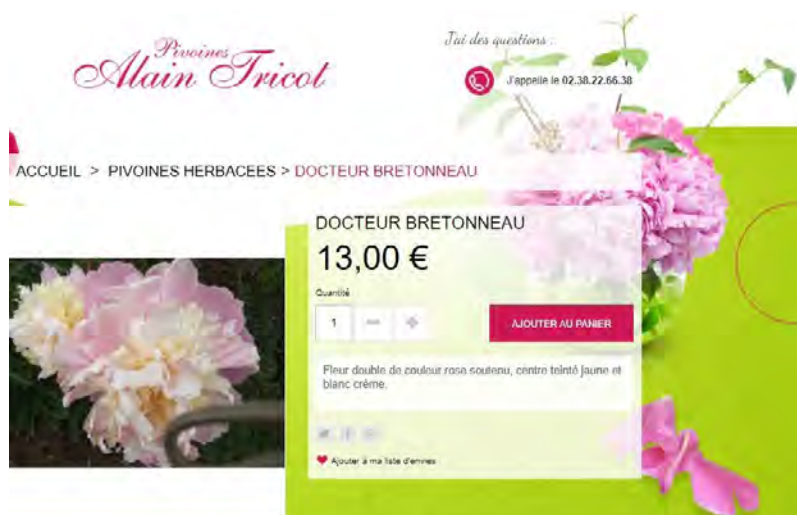 Pivoines
Alain Tricot
J'ai des questions :
J'appelle le 02.38.22.66.38
ACCUEIL > PIVOINES HERBACEES > DOCTEUR BRETONNEAU
DOCTEUR BRETONNEAU
13,00 €
Quantité
1
AJOUTER AU PANIER
Fleur double de couleur rose soutenu, centre teinté jaune et
blanc crème.
Ajouter à ma liste d'envies